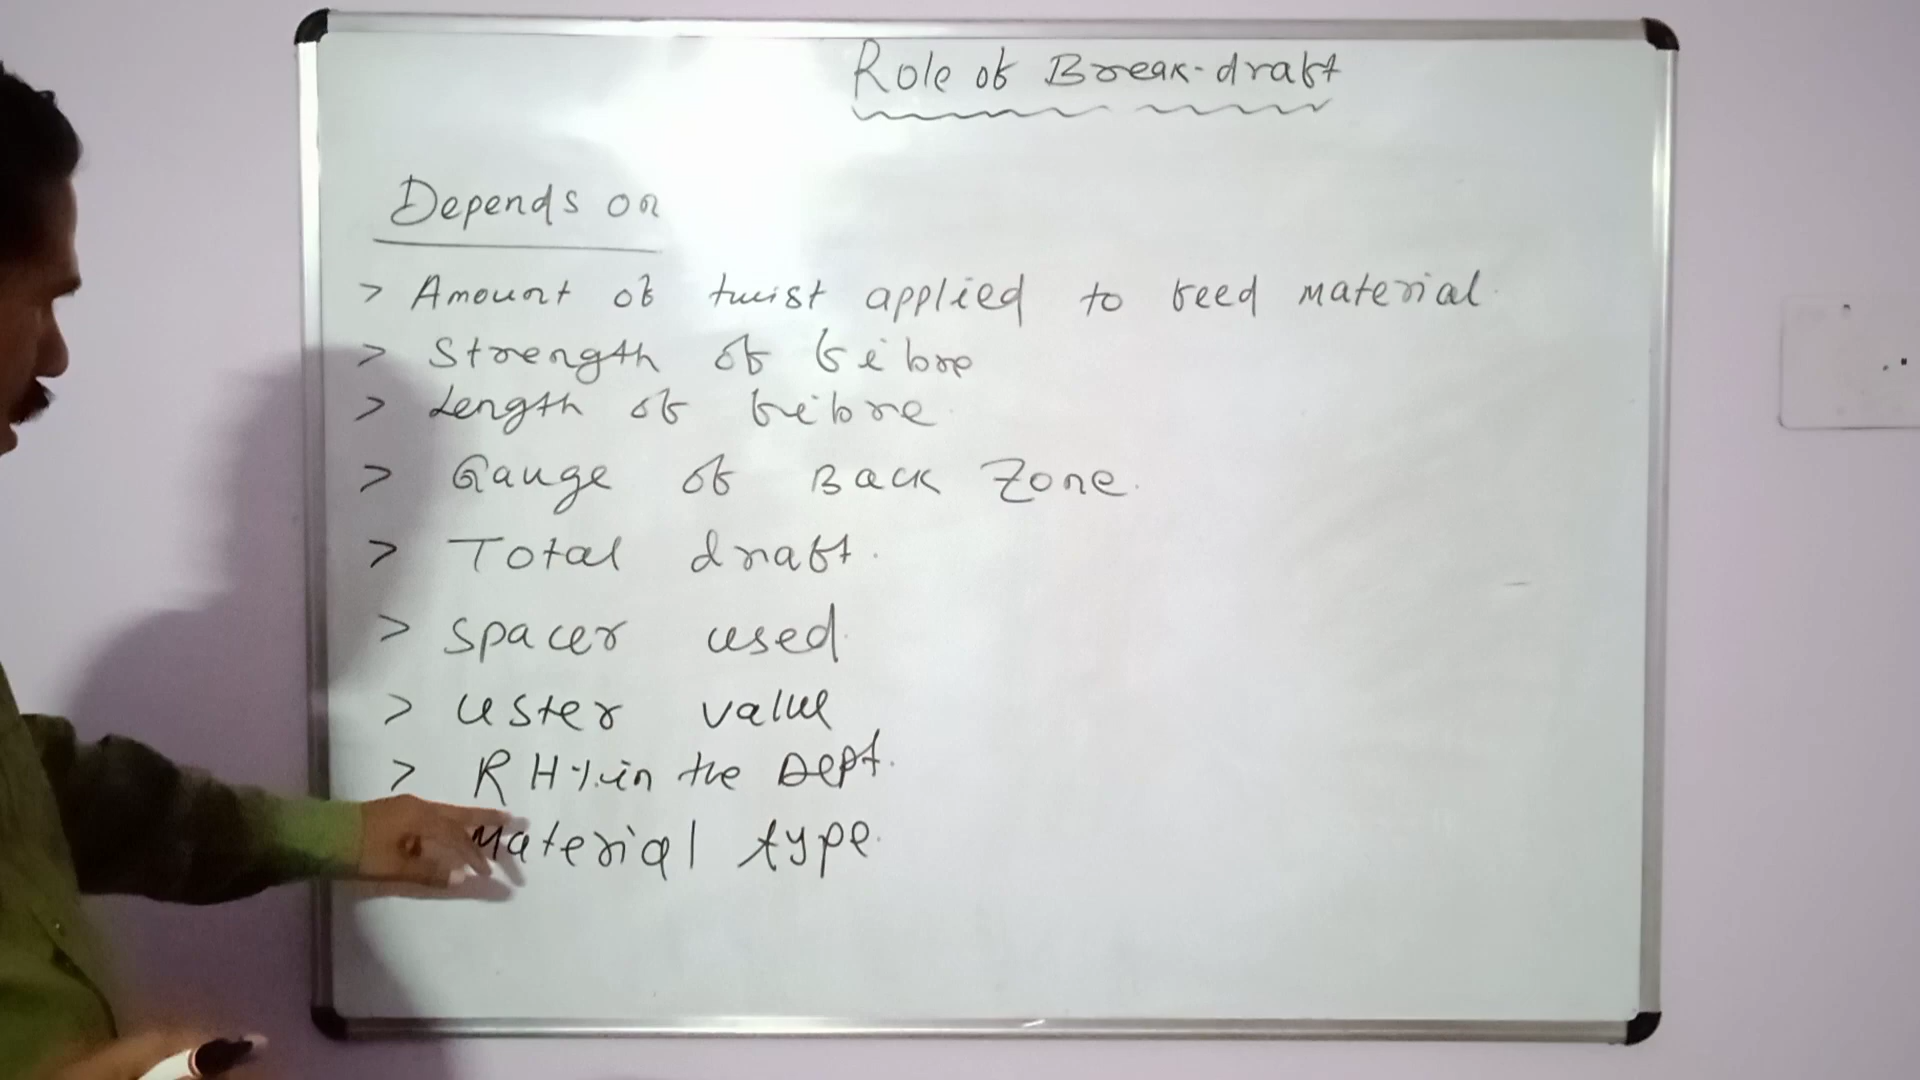 Role of Break-draft
Depends on
> Amount of twist applied to feed material
> Strength of fibre
> Length of fibre
> Gauge of Back Zone.
> Total draft.
> Spacer used.
> Uster value
> RH% in the Dept.
Material type.